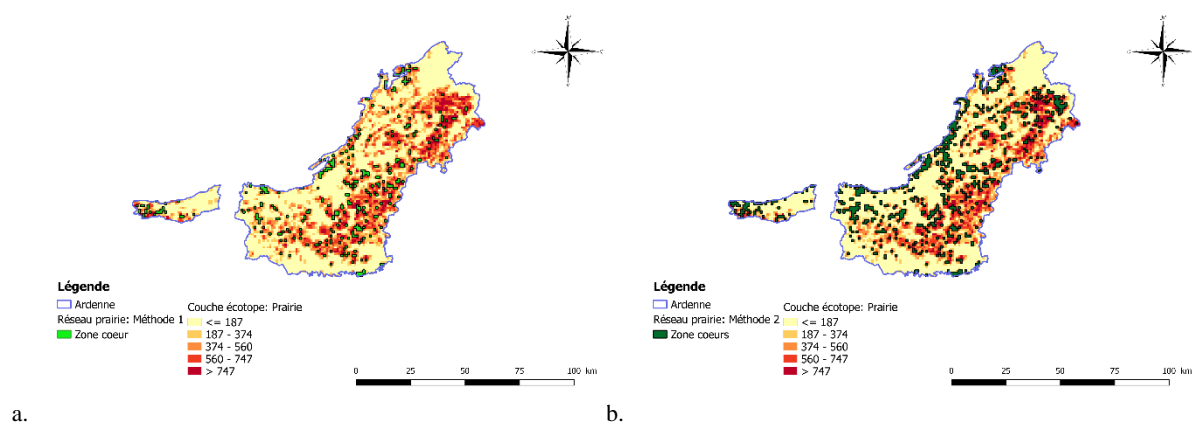 N
O
E
S
Légende
Ardenne
Réseau prairie: Méthode 1
Zone coeur
Couche écotope: Prairie
<= 187
187 - 374
374 - 560
560 - 747
> 747
0 25 50 75 100 km
a.
N
O
E
S
Légende
Ardenne
Réseau prairie: Méthode 2
Zone coeurs
Couche écotope: Prairie
<= 187
187 - 374
374 - 560
560 - 747
> 747
0 25 50 75 100 km
b.